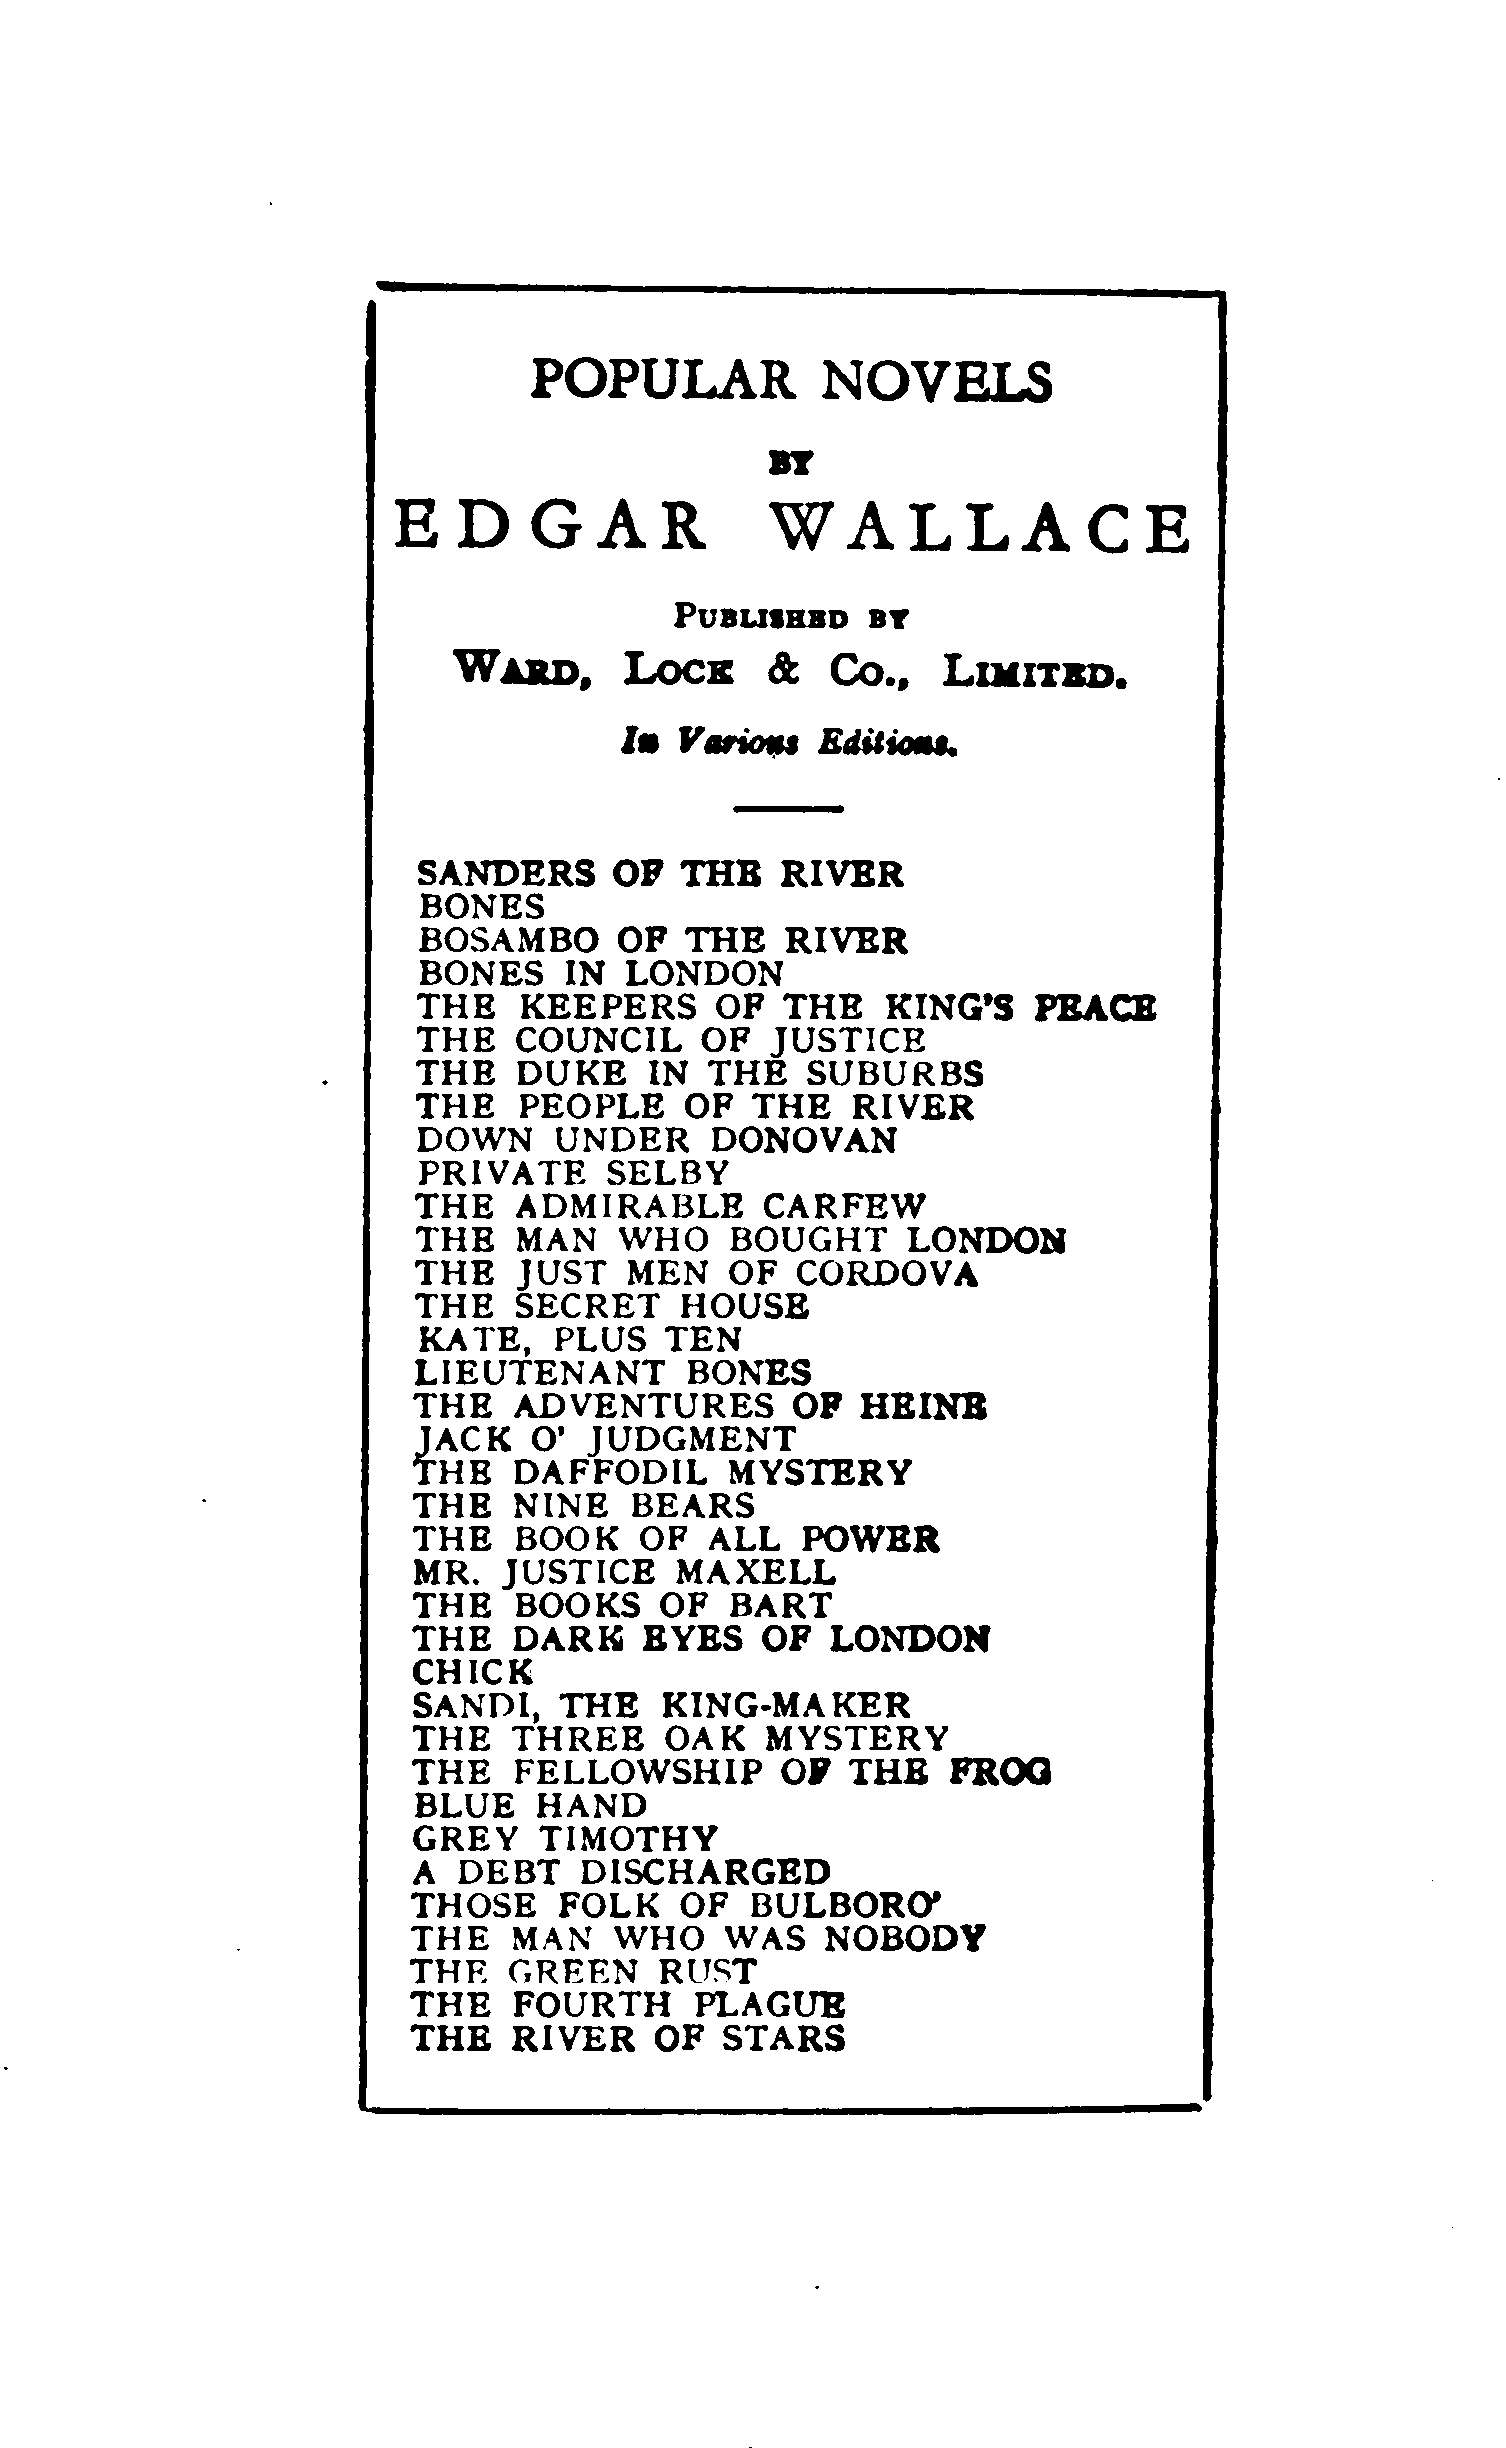 POPULAR NOVELS
BY
EDGAR WALLACE
PUBLISHED BY
WARD, LOCK & CO., LIMITED.
In Various Editions.
SANDERS OF THE RIVER
BONES
BOSAMBO OF THE RIVER
BONES IN LONDON
THE KEEPERS OF THE KING'S PEACE
THE COUNCIL OF JUSTICE
THE DUKE IN THE SUBURBS
THE PEOPLE OF THE RIVER
DOWN UNDER DONOVAN
PRIVATE SELBY
THE ADMIRABLE CARFEW
THE MAN WHO BOUGHT LONDON
THE JUST MEN OF CORDOVA
THE SECRET HOUSE
KATE, PLUS TEN
LIEUTENANT BONES
THE ADVENTURES OF HEINE
JACK O' JUDGMENT
THE DAFFODIL MYSTERY
THE NINE BEARS
THE BOOK OF ALL POWER
MR. JUSTICE MAXELL
THE BOOKS OF BART
THE DARK EYES OF LONDON
CHICK
SANDI, THE KING-MAKER
THE THREE OAK MYSTERY
THE FELLOWSHIP OF THE FROG
BLUE HAND
GREY TIMOTHY
A DEBT DISCHARGED
THOSE FOLK OF BULBORO'
THE MAN WHO WAS NOBODY
THE GREEN RUST
THE FOURTH PLAGUE
THE RIVER OF STARS